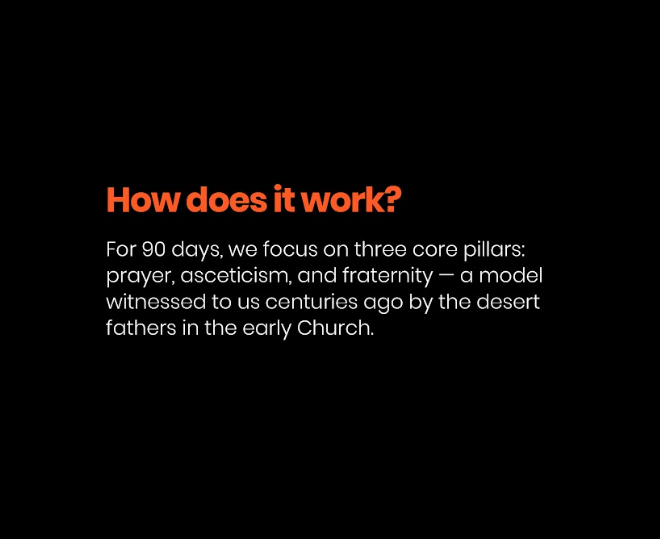 How does it work?
For 90 days, we focus on three core pillars:
prayer, asceticism, and fraternity — a model
witnessed to us centuries ago by the desert
fathers in the early Church.